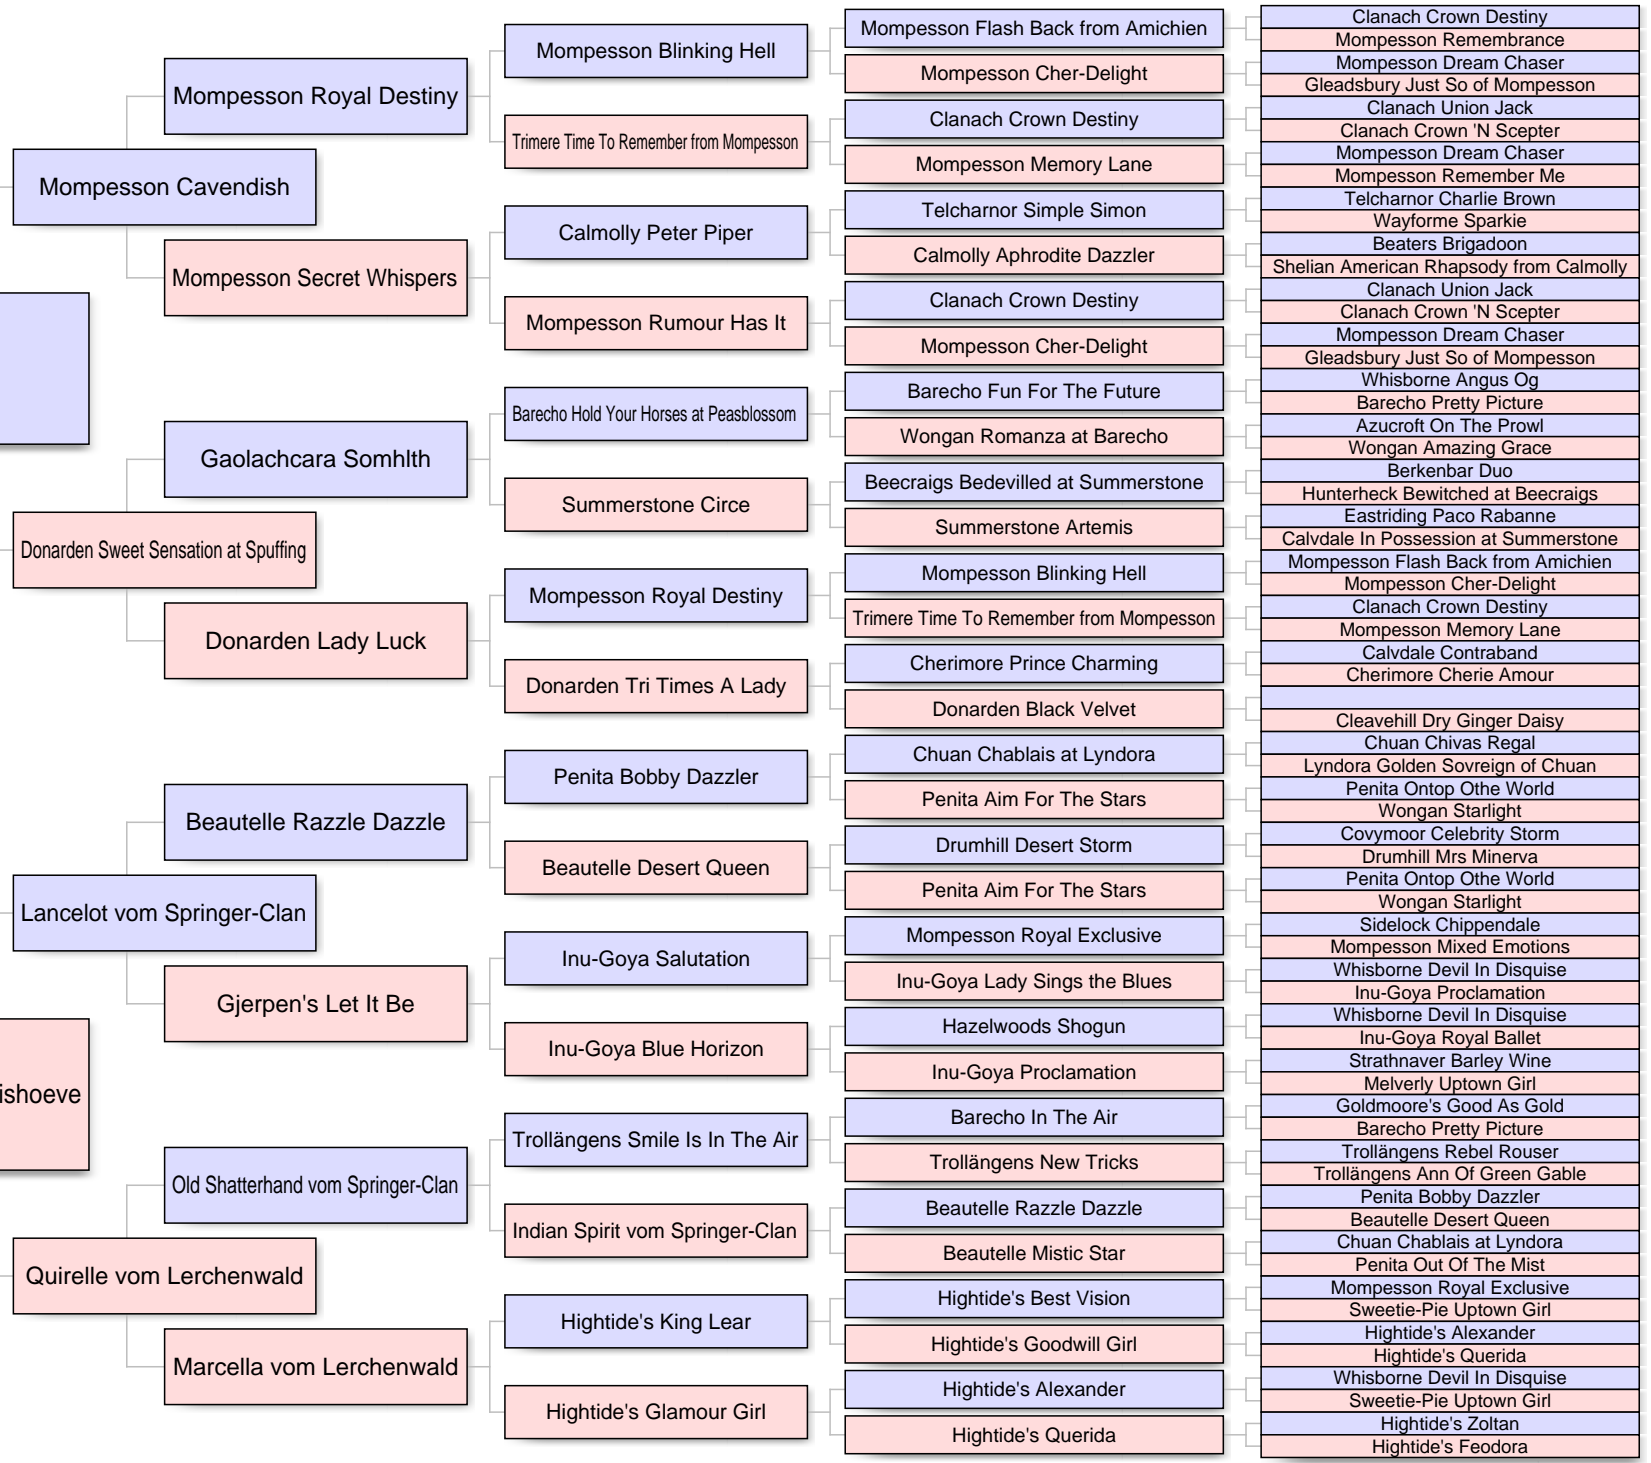 Mompesson Cavendish
Donarden Sweet Sensation at Spuffing
ishoeve
Lancelot vom Springer-Clan
Quirelle vom Lerchenwald
Mompesson Royal Destiny
Mompesson Secret Whispers
Gaolachcara Somhlth
Donarden Lady Luck
Beautelle Razzle Dazzle
Gjerpen's Let It Be
Old Shatterhand vom Springer-Clan
Marcella vom Lerchenwald
Mompesson Blinking Hell
Trimere Time To Remember from Mompesson
Calmolly Peter Piper
Mompesson Rumour Has It
Barecho Hold Your Horses at Peasblossom
Summerstone Circe
Mompesson Royal Destiny
Donarden Tri Times A Lady
Penita Bobby Dazzler
Beautelle Desert Queen
Inu-Goya Salutation
Inu-Goya Blue Horizon
Trollängens Smile Is In The Air
Indian Spirit vom Springer-Clan
Hightide's King Lear
Hightide's Glamour Girl
Mompesson Flash Back from Amichien
Mompesson Cher-Delight
Clanach Crown Destiny
Mompesson Memory Lane
Telcharnor Simple Simon
Calmolly Aphrodite Dazzler
Clanach Crown Destiny
Mompesson Cher-Delight
Barecho Fun For The Future
Wongan Romanza at Barecho
Beecraigs Bedevilled at Summerstone
Summerstone Artemis
Mompesson Blinking Hell
Trimere Time To Remember from Mompesson
Cherimore Prince Charming
Donarden Black Velvet
Chuan Chablais at Lyndora
Penita Aim For The Stars
Drumhill Desert Storm
Penita Aim For The Stars
Mompesson Royal Exclusive
Inu-Goya Lady Sings the Blues
Hazelwoods Shogun
Inu-Goya Proclamation
Barecho In The Air
Trollängens New Tricks
Beautelle Razzle Dazzle
Beautelle Mistic Star
Hightide's Best Vision
Hightide's Goodwill Girl
Hightide's Alexander
Hightide's Querida
Clanach Crown Destiny
Mompesson Remembrance
Mompesson Dream Chaser
Gleadsbury Just So of Mompesson
Clanach Union Jack
Clanach Crown 'N Scepter
Mompesson Dream Chaser
Mompesson Remember Me
Telcharnor Charlie Brown
Wayforme Sparkie
Beaters Brigadoon
Shelian American Rhapsody from Calmolly
Clanach Union Jack
Clanach Crown 'N Scepter
Mompesson Dream Chaser
Gleadsbury Just So of Mompesson
Whisborne Angus Og
Barecho Pretty Picture
Azucroft On The Prowl
Wongan Amazing Grace
Berkenbar Duo
Hunterheck Bewitched at Beecraigs
Eastriding Paco Rabanne
Calvdale In Possession at Summerstone
Mompesson Flash Back from Amichien
Mompesson Cher-Delight
Clanach Crown Destiny
Mompesson Memory Lane
Calvdale Contraband
Cherimore Cherie Amour
Cleavehill Dry Ginger Daisy
Chuan Chivas Regal
Lyndora Golden Sovreign of Chuan
Penita Ontop Othe World
Wongan Starlight
Covymoor Celebrity Storm
Drumhill Mrs Minerva
Penita Ontop Othe World
Wongan Starlight
Sidelock Chippendale
Mompesson Mixed Emotions
Whisborne Devil In Disquise
Inu-Goya Proclamation
Whisborne Devil In Disquise
Inu-Goya Royal Ballet
Strathnaver Barley Wine
Melverly Uptown Girl
Goldmoore's Good As Gold
Barecho Pretty Picture
Trollängens Rebel Rouser
Trollängens Ann Of Green Gable
Penita Bobby Dazzler
Beautelle Desert Queen
Chuan Chablais at Lyndora
Penita Out Of The Mist
Mompesson Royal Exclusive
Sweetie-Pie Uptown Girl
Hightide's Alexander
Hightide's Querida
Whisborne Devil In Disquise
Sweetie-Pie Uptown Girl
Hightide's Zoltan
Hightide's Feodora